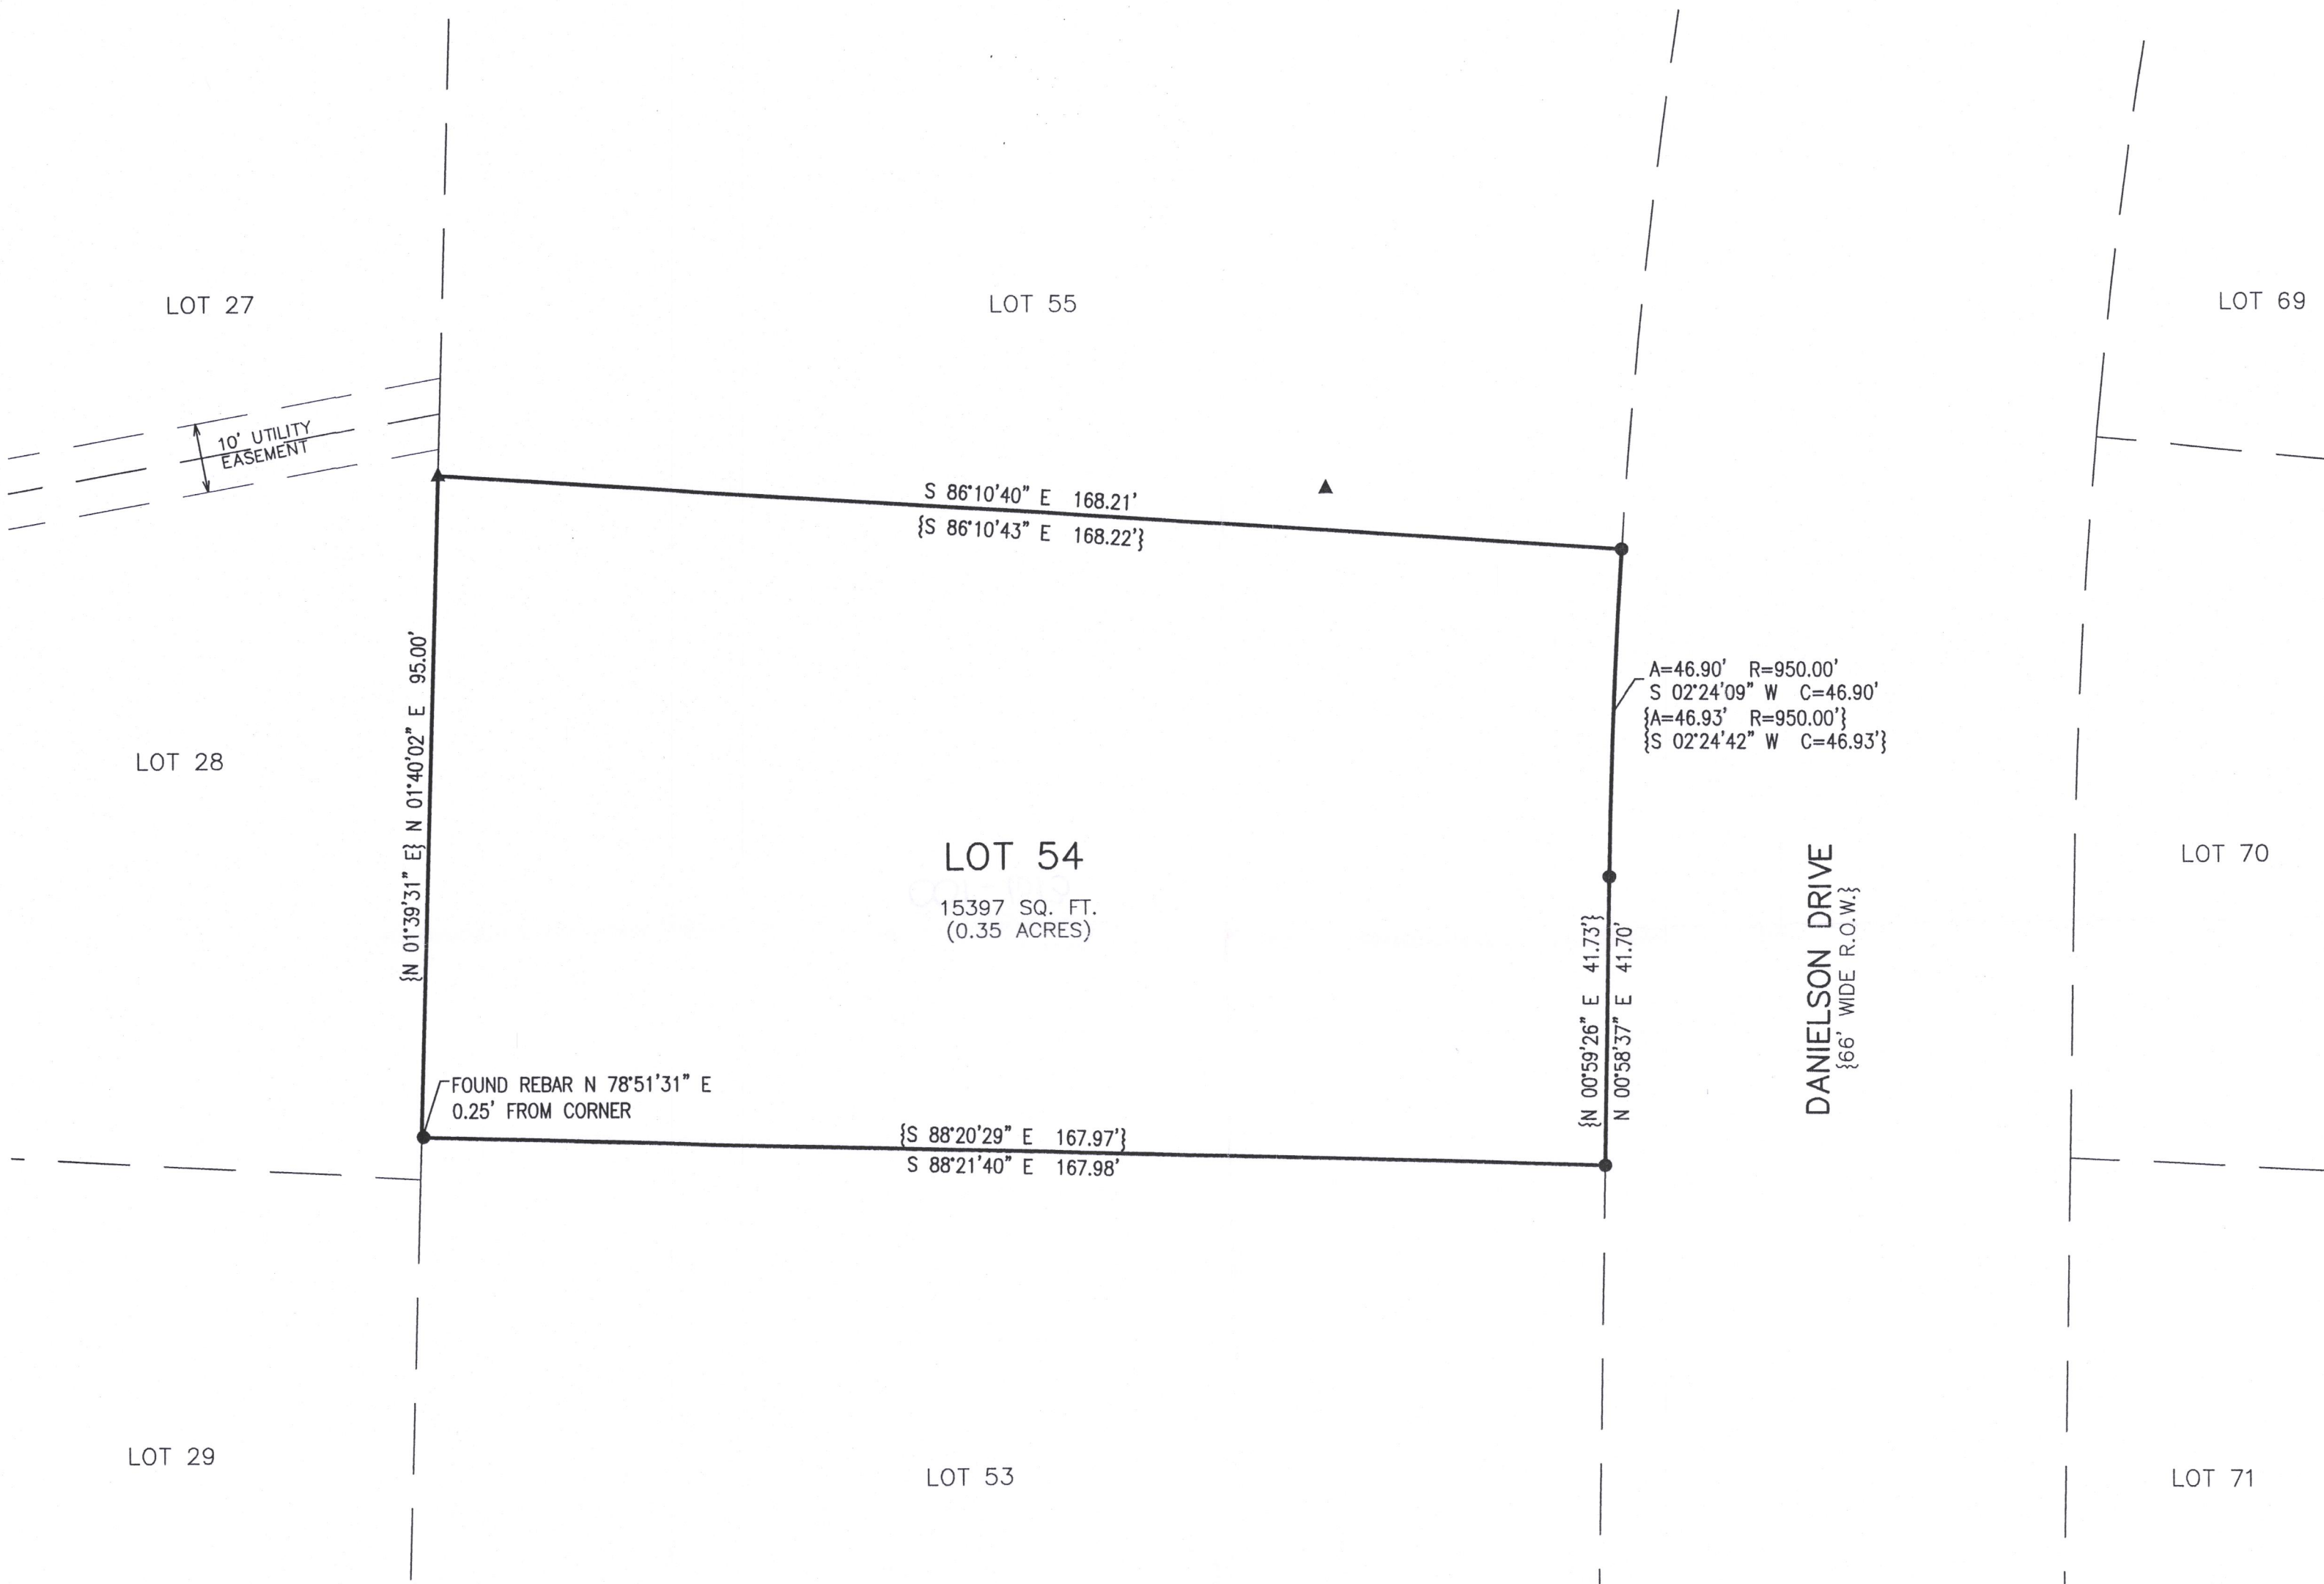 LOT 27
LOT 55
LOT 69
10' UTILITY
EASEMENT
S 86°10'40" E 168.21'
{S 86°10'43" E 168.22'}
A=46.90' R=950.00'
S 02°24'09" W C=46.90'
{A=46.93' R=950.00'}
{S 02°24'42" W C=46.93'}
{N 01°39'31" E} N 01°40'02" E 95.00'
LOT 28
LOT 54
15397 SQ. FT.
(0.35 ACRES)
LOT 70
{N 00°59'26" E 41.73'}
N 00°58'37" E 41.70'
DANIELSON DRIVE
{66' WIDE R.O.W.}
FOUND REBAR N 78°51'31" E
0.25' FROM CORNER
{S 88°20'29" E 167.97'}
S 88°21'40" E 167.98'
LOT 29
LOT 53
LOT 71